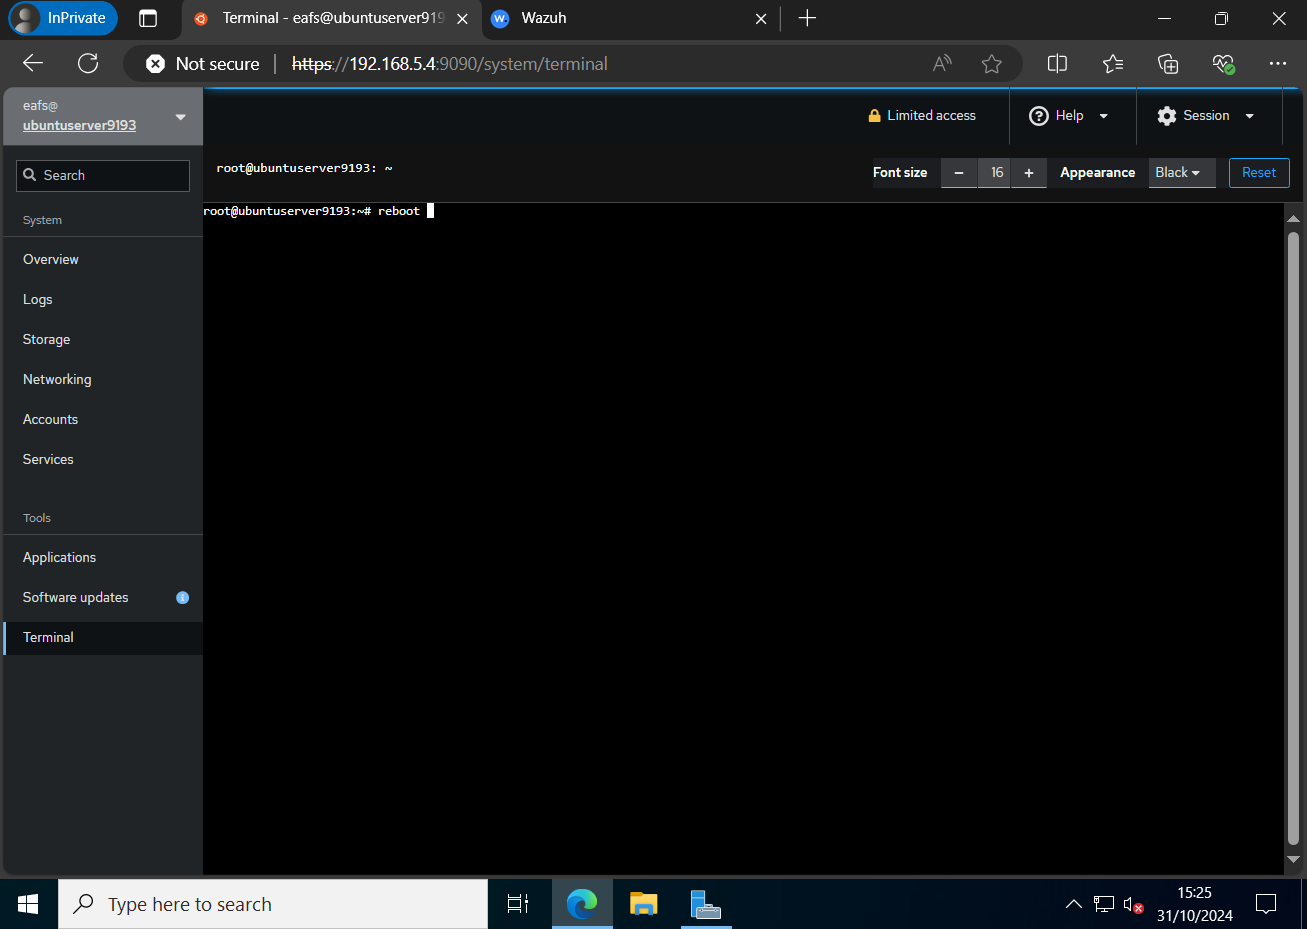 InPrivate
Terminal - eafs@ubuntuserver919
Wazuh
Not secure
https://192.168.5.4:9090/system/terminal
eafs@
ubuntuserver9193
Limited access
Help
Session
Search
root@ubuntuserver9193: ~
Font size
16
Appearance
Black
Reset
root@ubuntuserver9193:~# reboot
System
Overview
Logs
Storage
Networking
Accounts
Services
Tools
Applications
Software updates
Terminal
Type here to search
15:25
31/10/2024